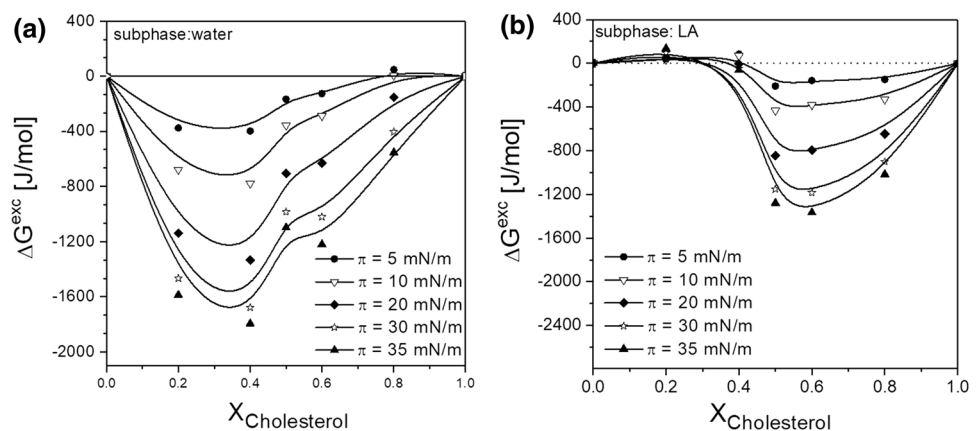 (a)
subphase:water
ΔG^exc [J/mol]
400
0
-400
-800
-1200
-1600
-2000
π = 5 mN/m
π = 10 mN/m
π = 20 mN/m
π = 30 mN/m
π = 35 mN/m
0.0 0.2 0.4 0.6 0.8 1.0
X_Cholesterol
(b)
subphase: LA
ΔG^exc [J/mol]
400
0
-400
-800
-1200
-1600
-2000
-2400
π = 5 mN/m
π = 10 mN/m
π = 20 mN/m
π = 30 mN/m
π = 35 mN/m
0.0 0.2 0.4 0.6 0.8 1.0
X_Cholesterol